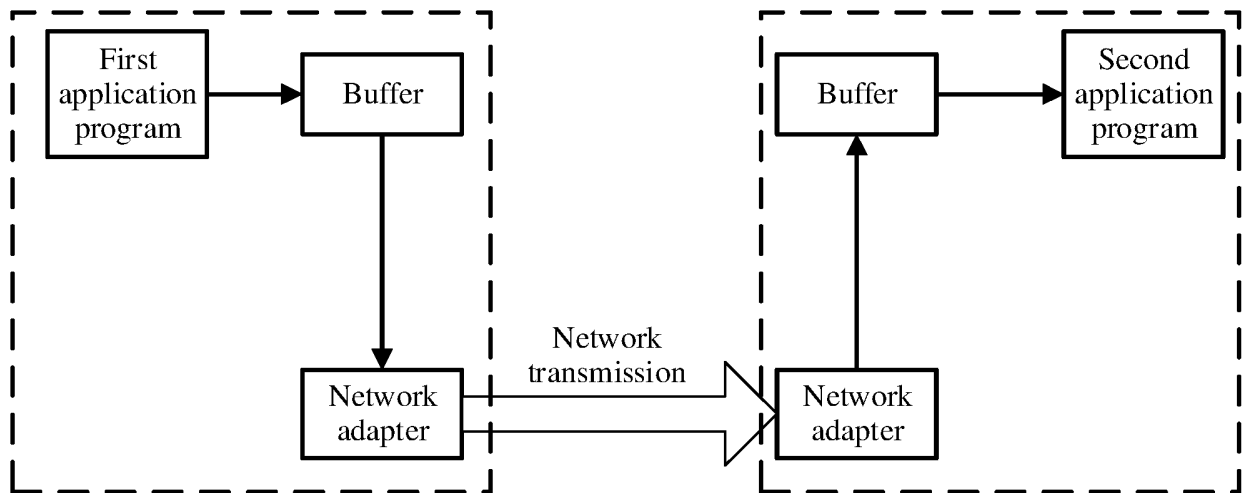 First
application
program
Buffer
Buffer
Second
application
program
Network
transmission
Network
adapter
Network
adapter